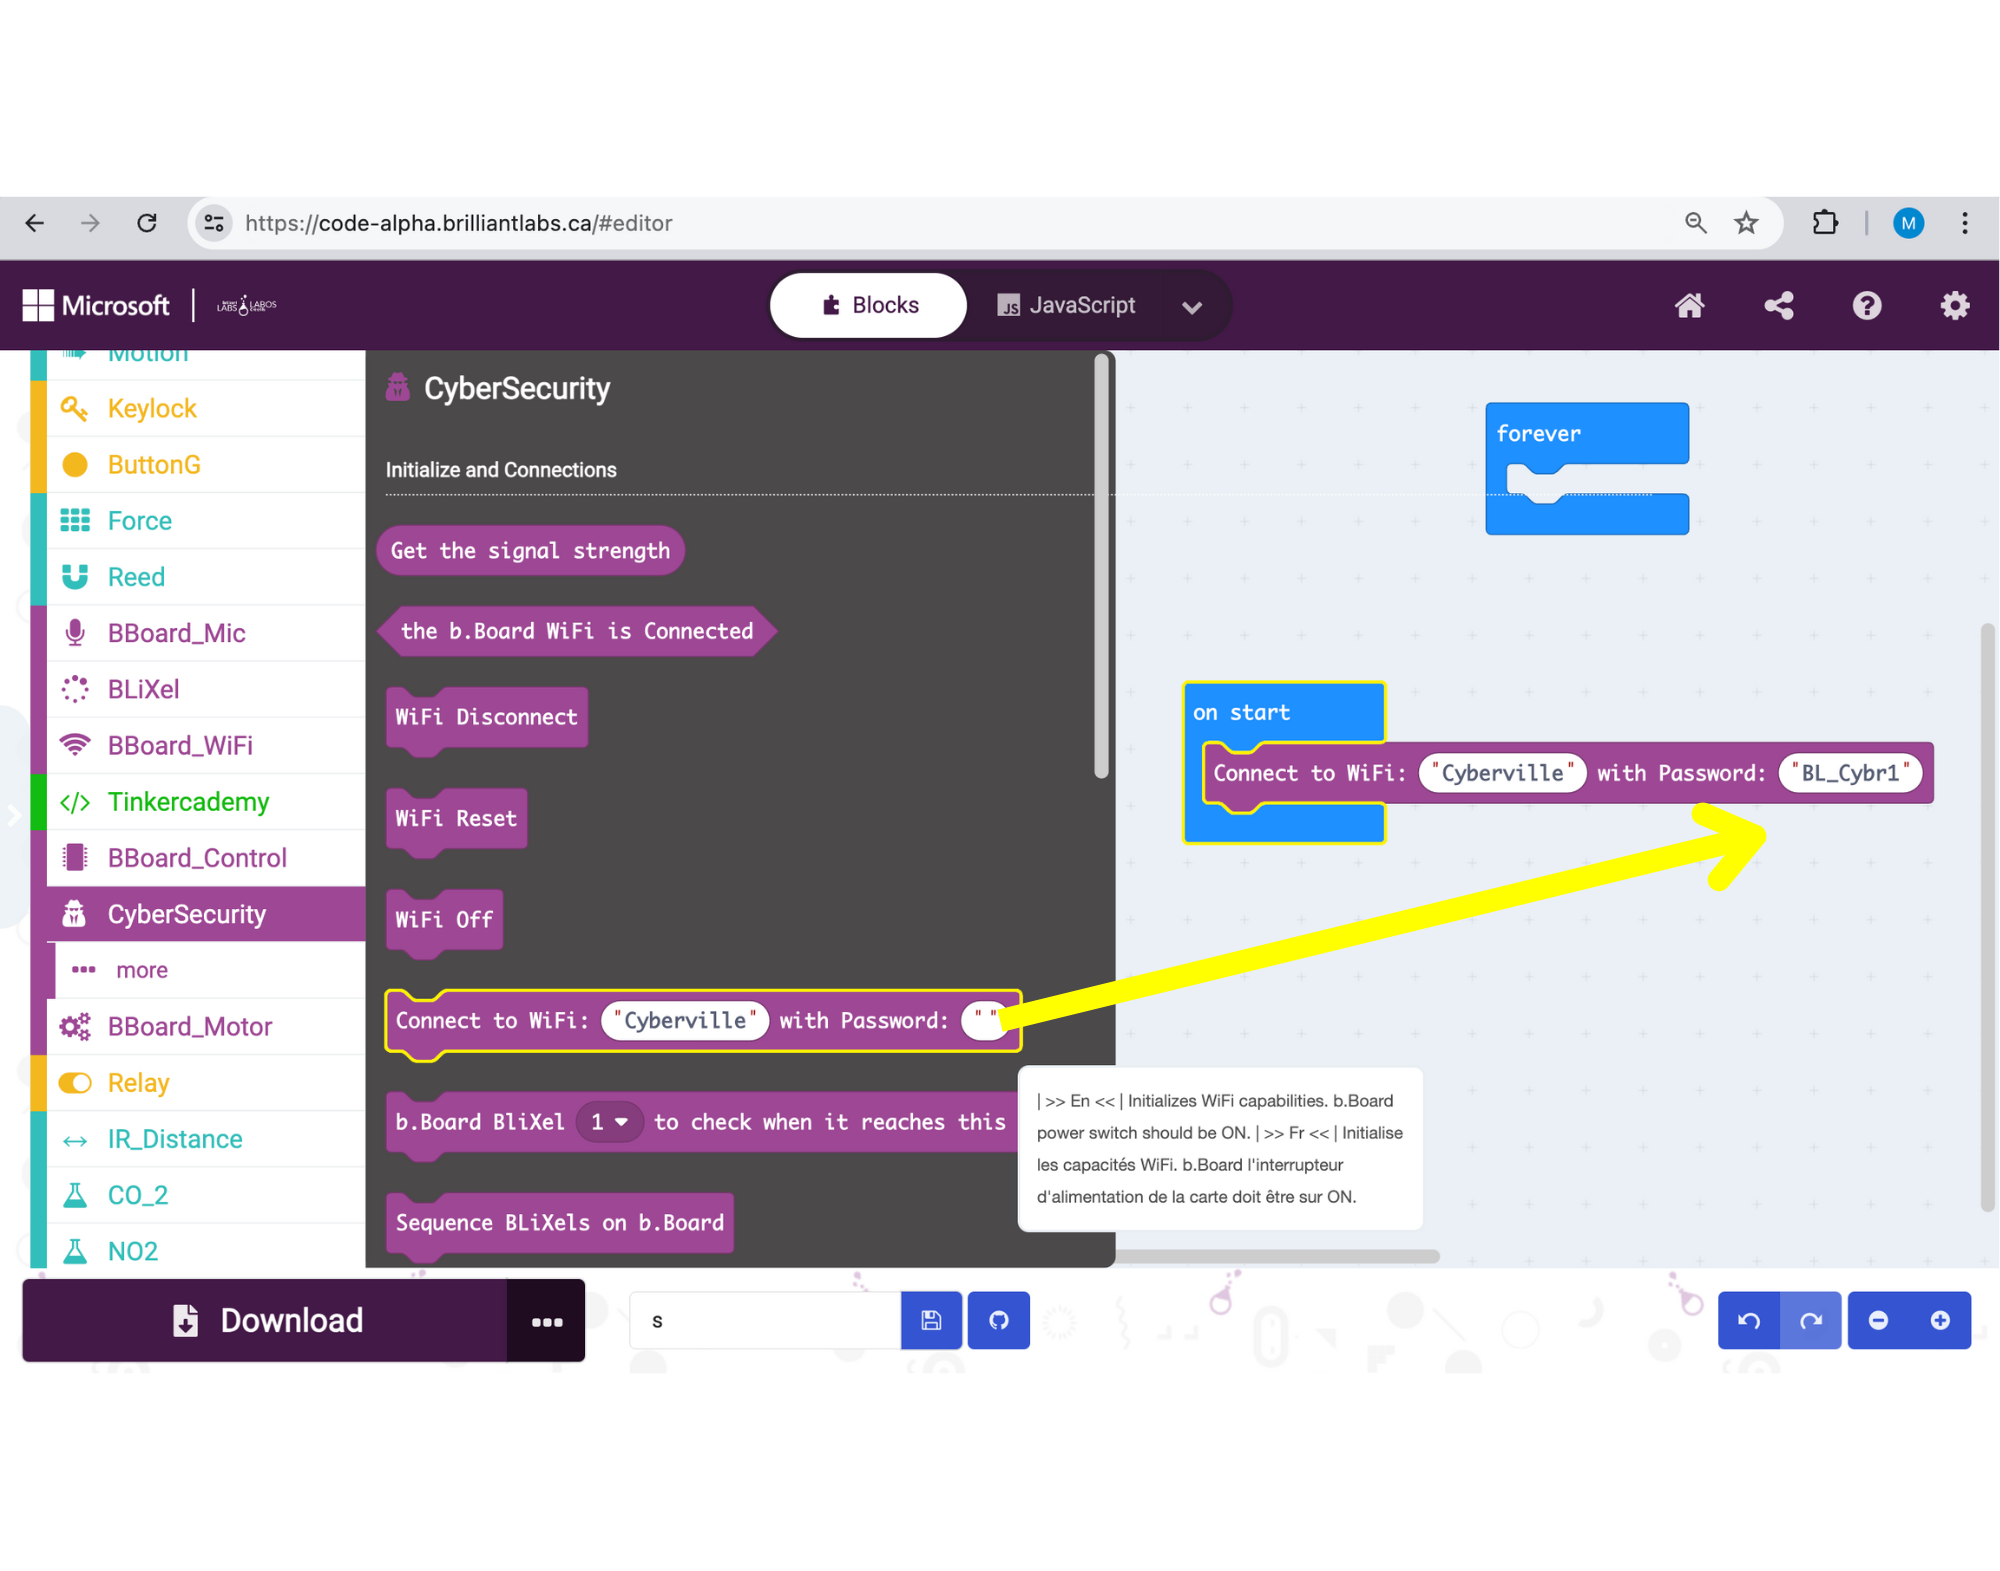 https://code-alpha.brilliantlabs.ca/#editor
M
Microsoft
LABS LABOS
Blocks
JS JavaScript
Motion
Keylock
ButtonG
Force
Reed
BBoard_Mic
BLiXel
BBoard_WiFi
Tinkercademy
BBoard_Control
CyberSecurity
more
BBoard_Motor
Relay
IR_Distance
CO_2
NO2
CyberSecurity
Initialize and Connections
Get the signal strength
the b.Board WiFi is Connected
WiFi Disconnect
WiFi Reset
WiFi Off
Connect to WiFi: "Cyberville" with Password: " "
b.Board BliXel 1 to check when it reaches this
Sequence BLiXels on b.Board
forever
on start
Connect to WiFi: "Cyberville" with Password: "BL_Cybr1"
| >> En << | Initializes WiFi capabilities. b.Board
power switch should be ON. | >> Fr << | Initialise
les capacités WiFi. b.Board l'interrupteur
d'alimentation de la carte doit être sur ON.
Download
s